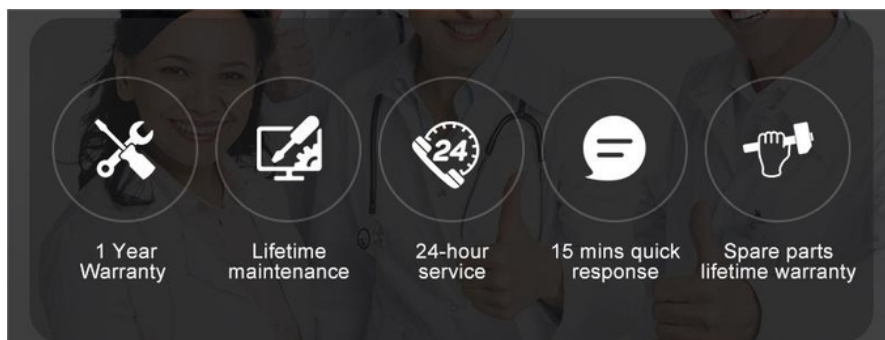 24
1 Year
Warranty
Lifetime
maintenance
24-hour
service
15 mins quick
response
Spare parts
lifetime warranty